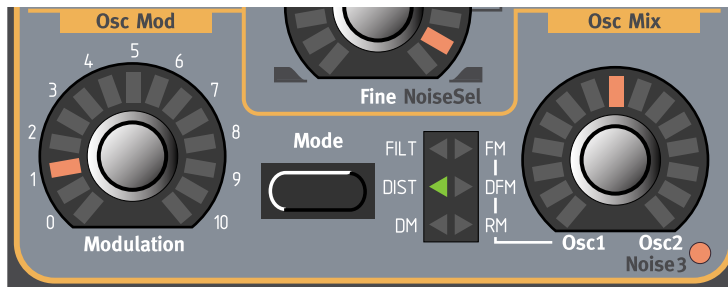 Osc Mod
Osc Mix
Fine NoiseSel
0
1
2
3
4
5
6
7
8
9
10
Modulation
Mode
FILT FM
DIST DFM
DM RM
Osc1 Osc2
Noise3